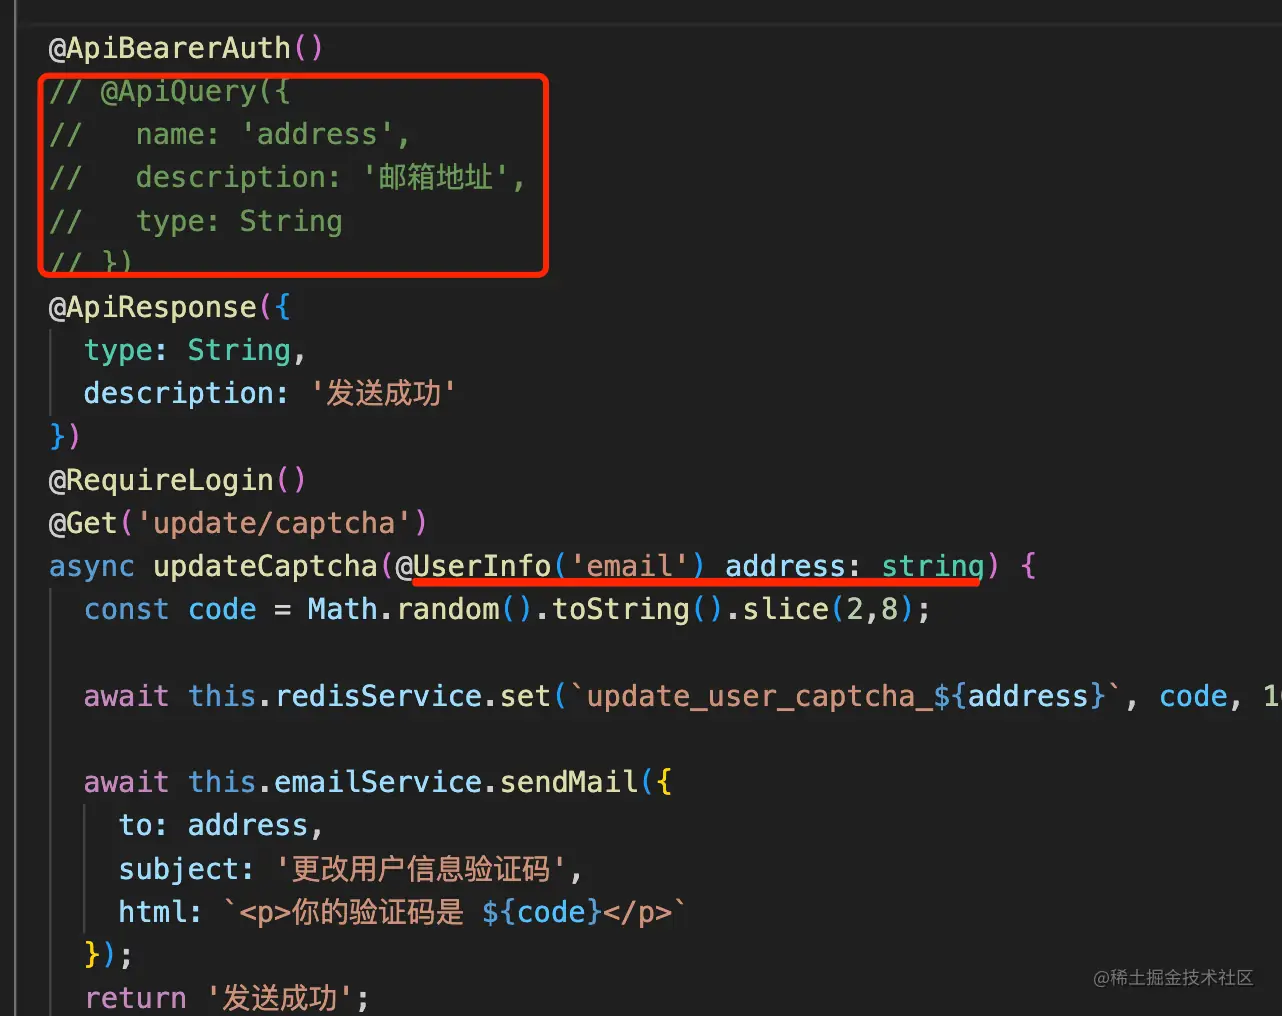 @ApiBearerAuth()
// @ApiQuery({
//   name: 'address',
//   description: '邮箱地址',
//   type: String
// })
@ApiResponse({
  type: String,
  description: '发送成功'
})
@RequireLogin()
@Get('update/captcha')
async updateCaptcha(@UserInfo('email') address: string) {
  const code = Math.random().toString().slice(2,8);
  await this.redisService.set(`update_user_captcha_${address}`, code, 1
  await this.emailService.sendMail({
    to: address,
    subject: '更改用户信息验证码',
    html: `<p>你的验证码是 ${code}</p>`
  });
  return '发送成功';
@稀土掘金技术社区